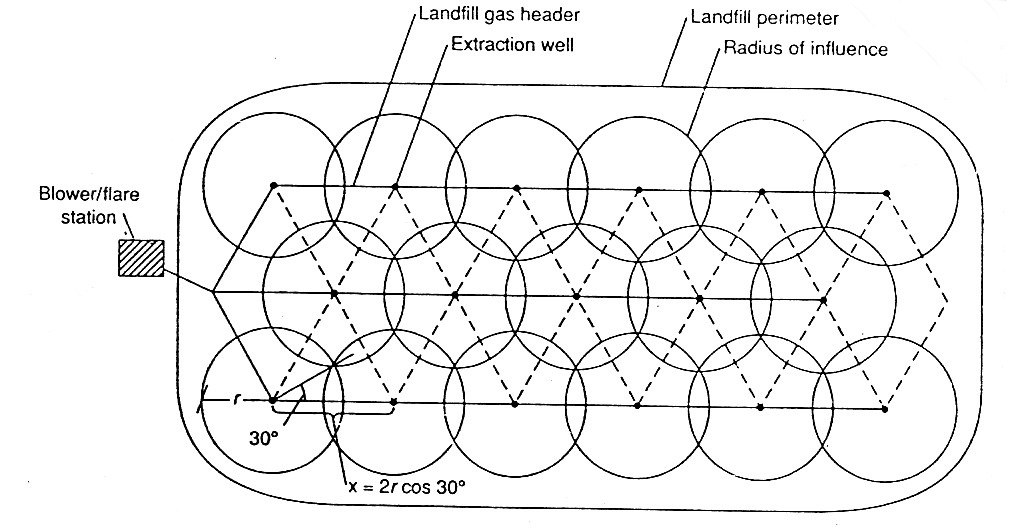 Landfill gas header
Extraction well
Landfill perimeter
Radius of influence
Blower/flare
station
r
30°
x = 2r cos 30°